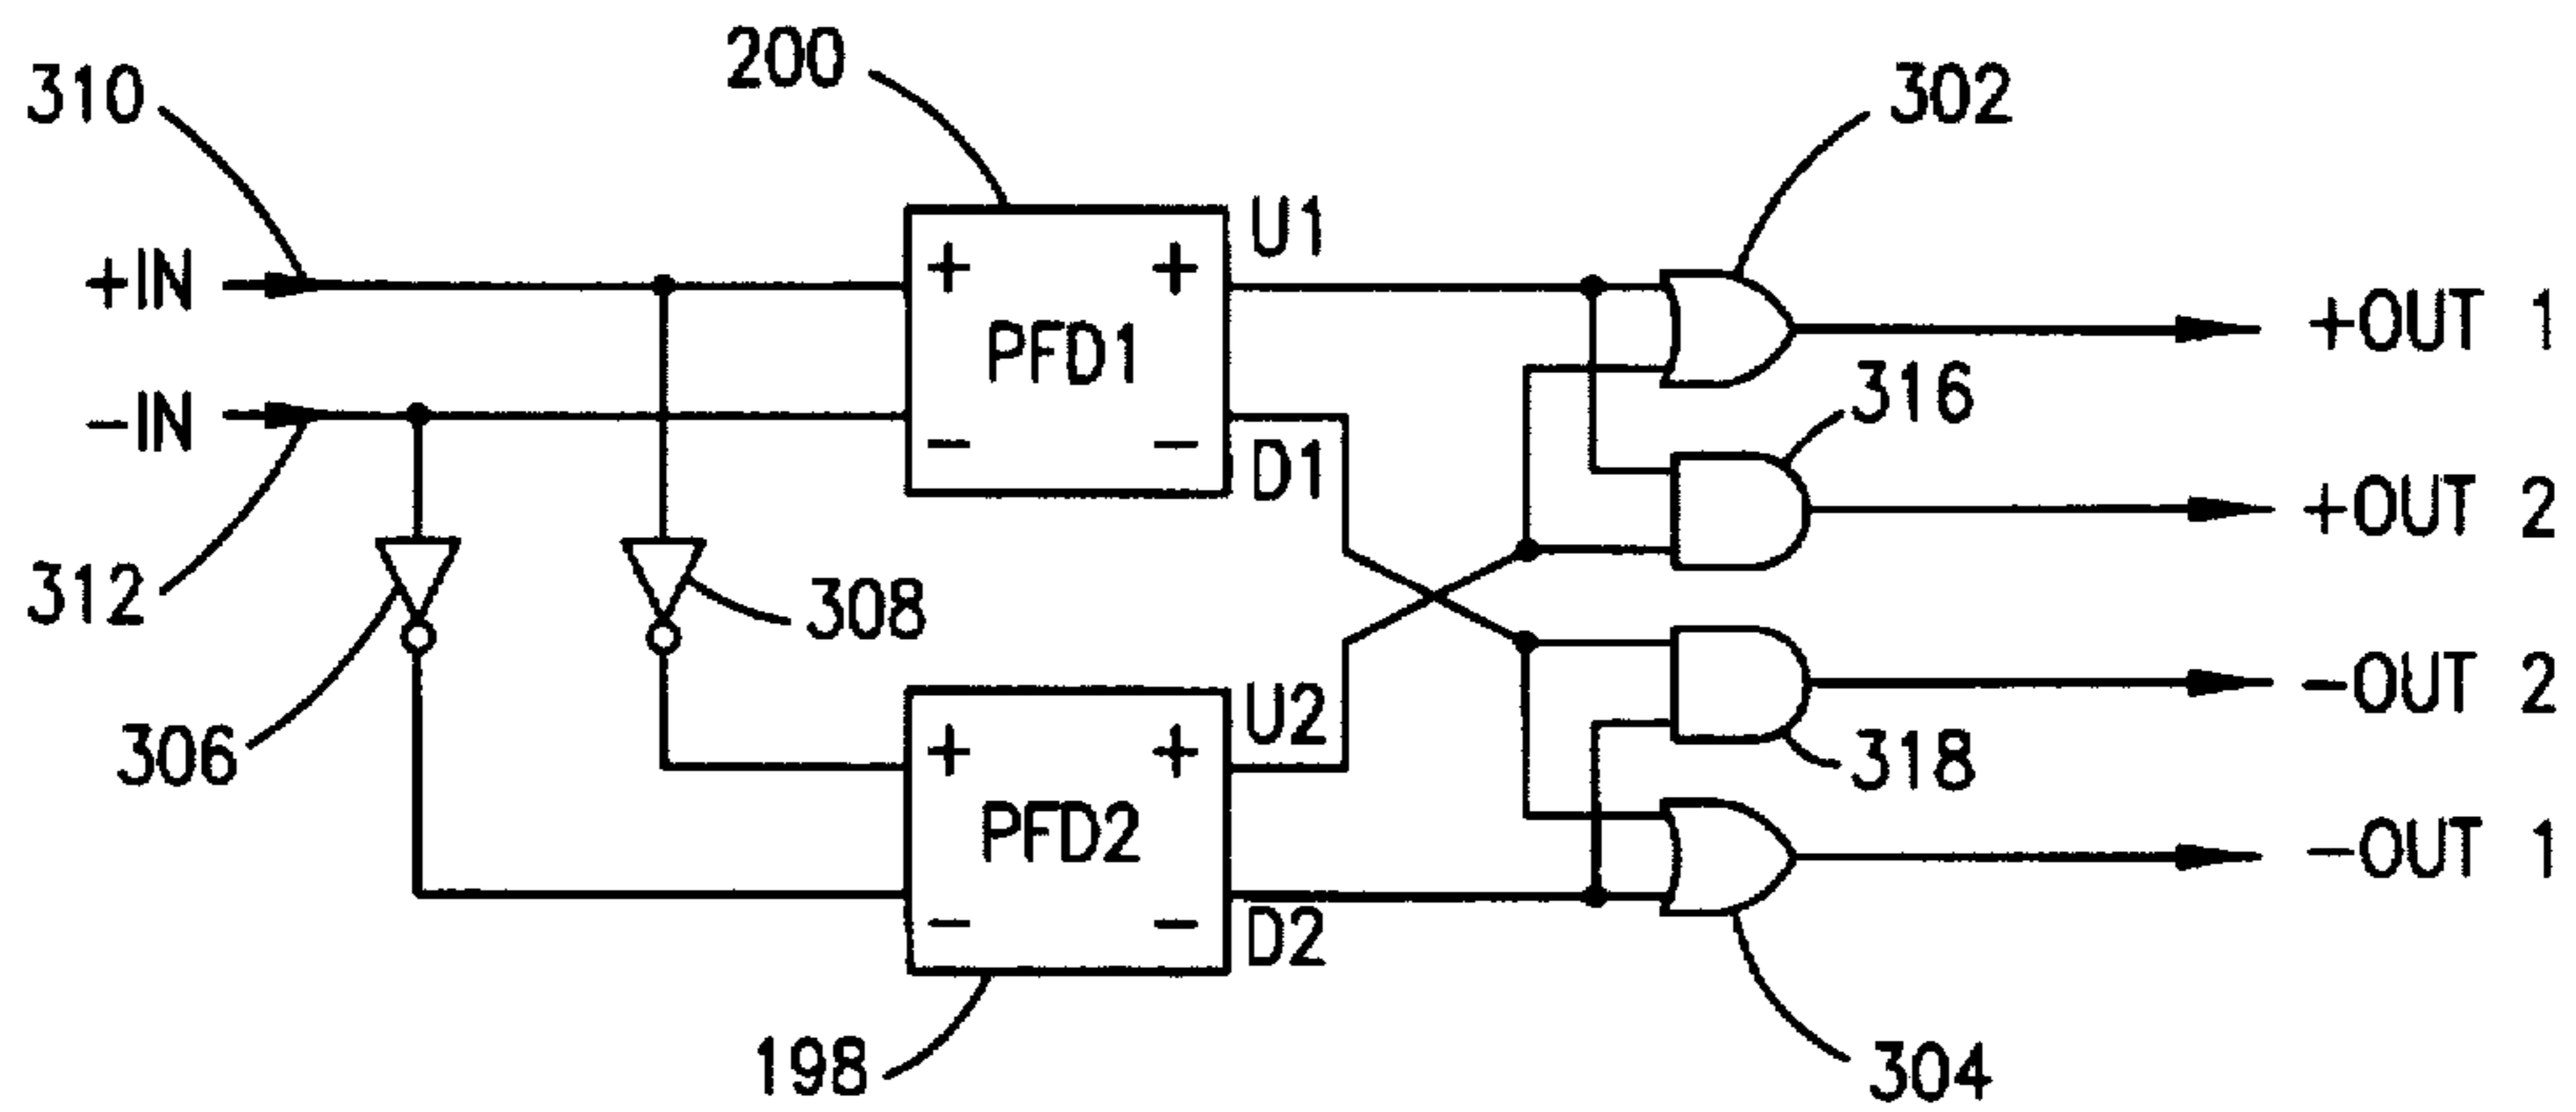 200
310
302
U1
+IN
+ +
+OUT 1
PFD1
316
-IN
- -
D1
+OUT 2
312
308
-OUT 2
306
U2
+ +
318
PFD2
-OUT 1
- -
D2
198
304